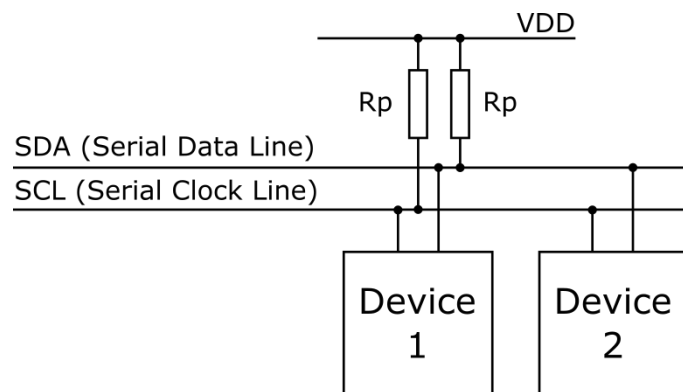 VDD
Rp
Rp
SDA (Serial Data Line)
SCL (Serial Clock Line)
Device
1
Device
2